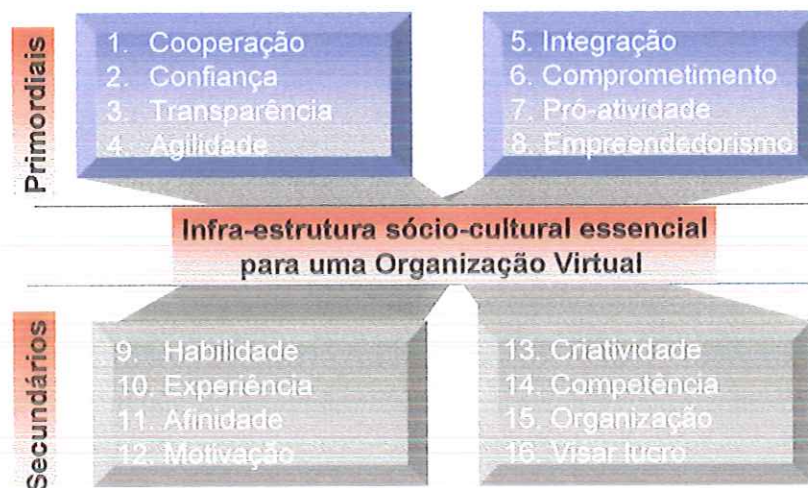 Primordiais
1. Cooperação
2. Confiança
3. Transparência
4. Agilidade
5. Integração
6. Comprometimento
7. Pró-atividade
8. Empreendedorismo
Infra-estrutura sócio-cultural essencial
para uma Organização Virtual
Secundários
9. Habilidade
10. Experiência
11. Afinidade
12. Motivação
13. Criatividade
14. Competência
15. Organização
16. Visar lucro